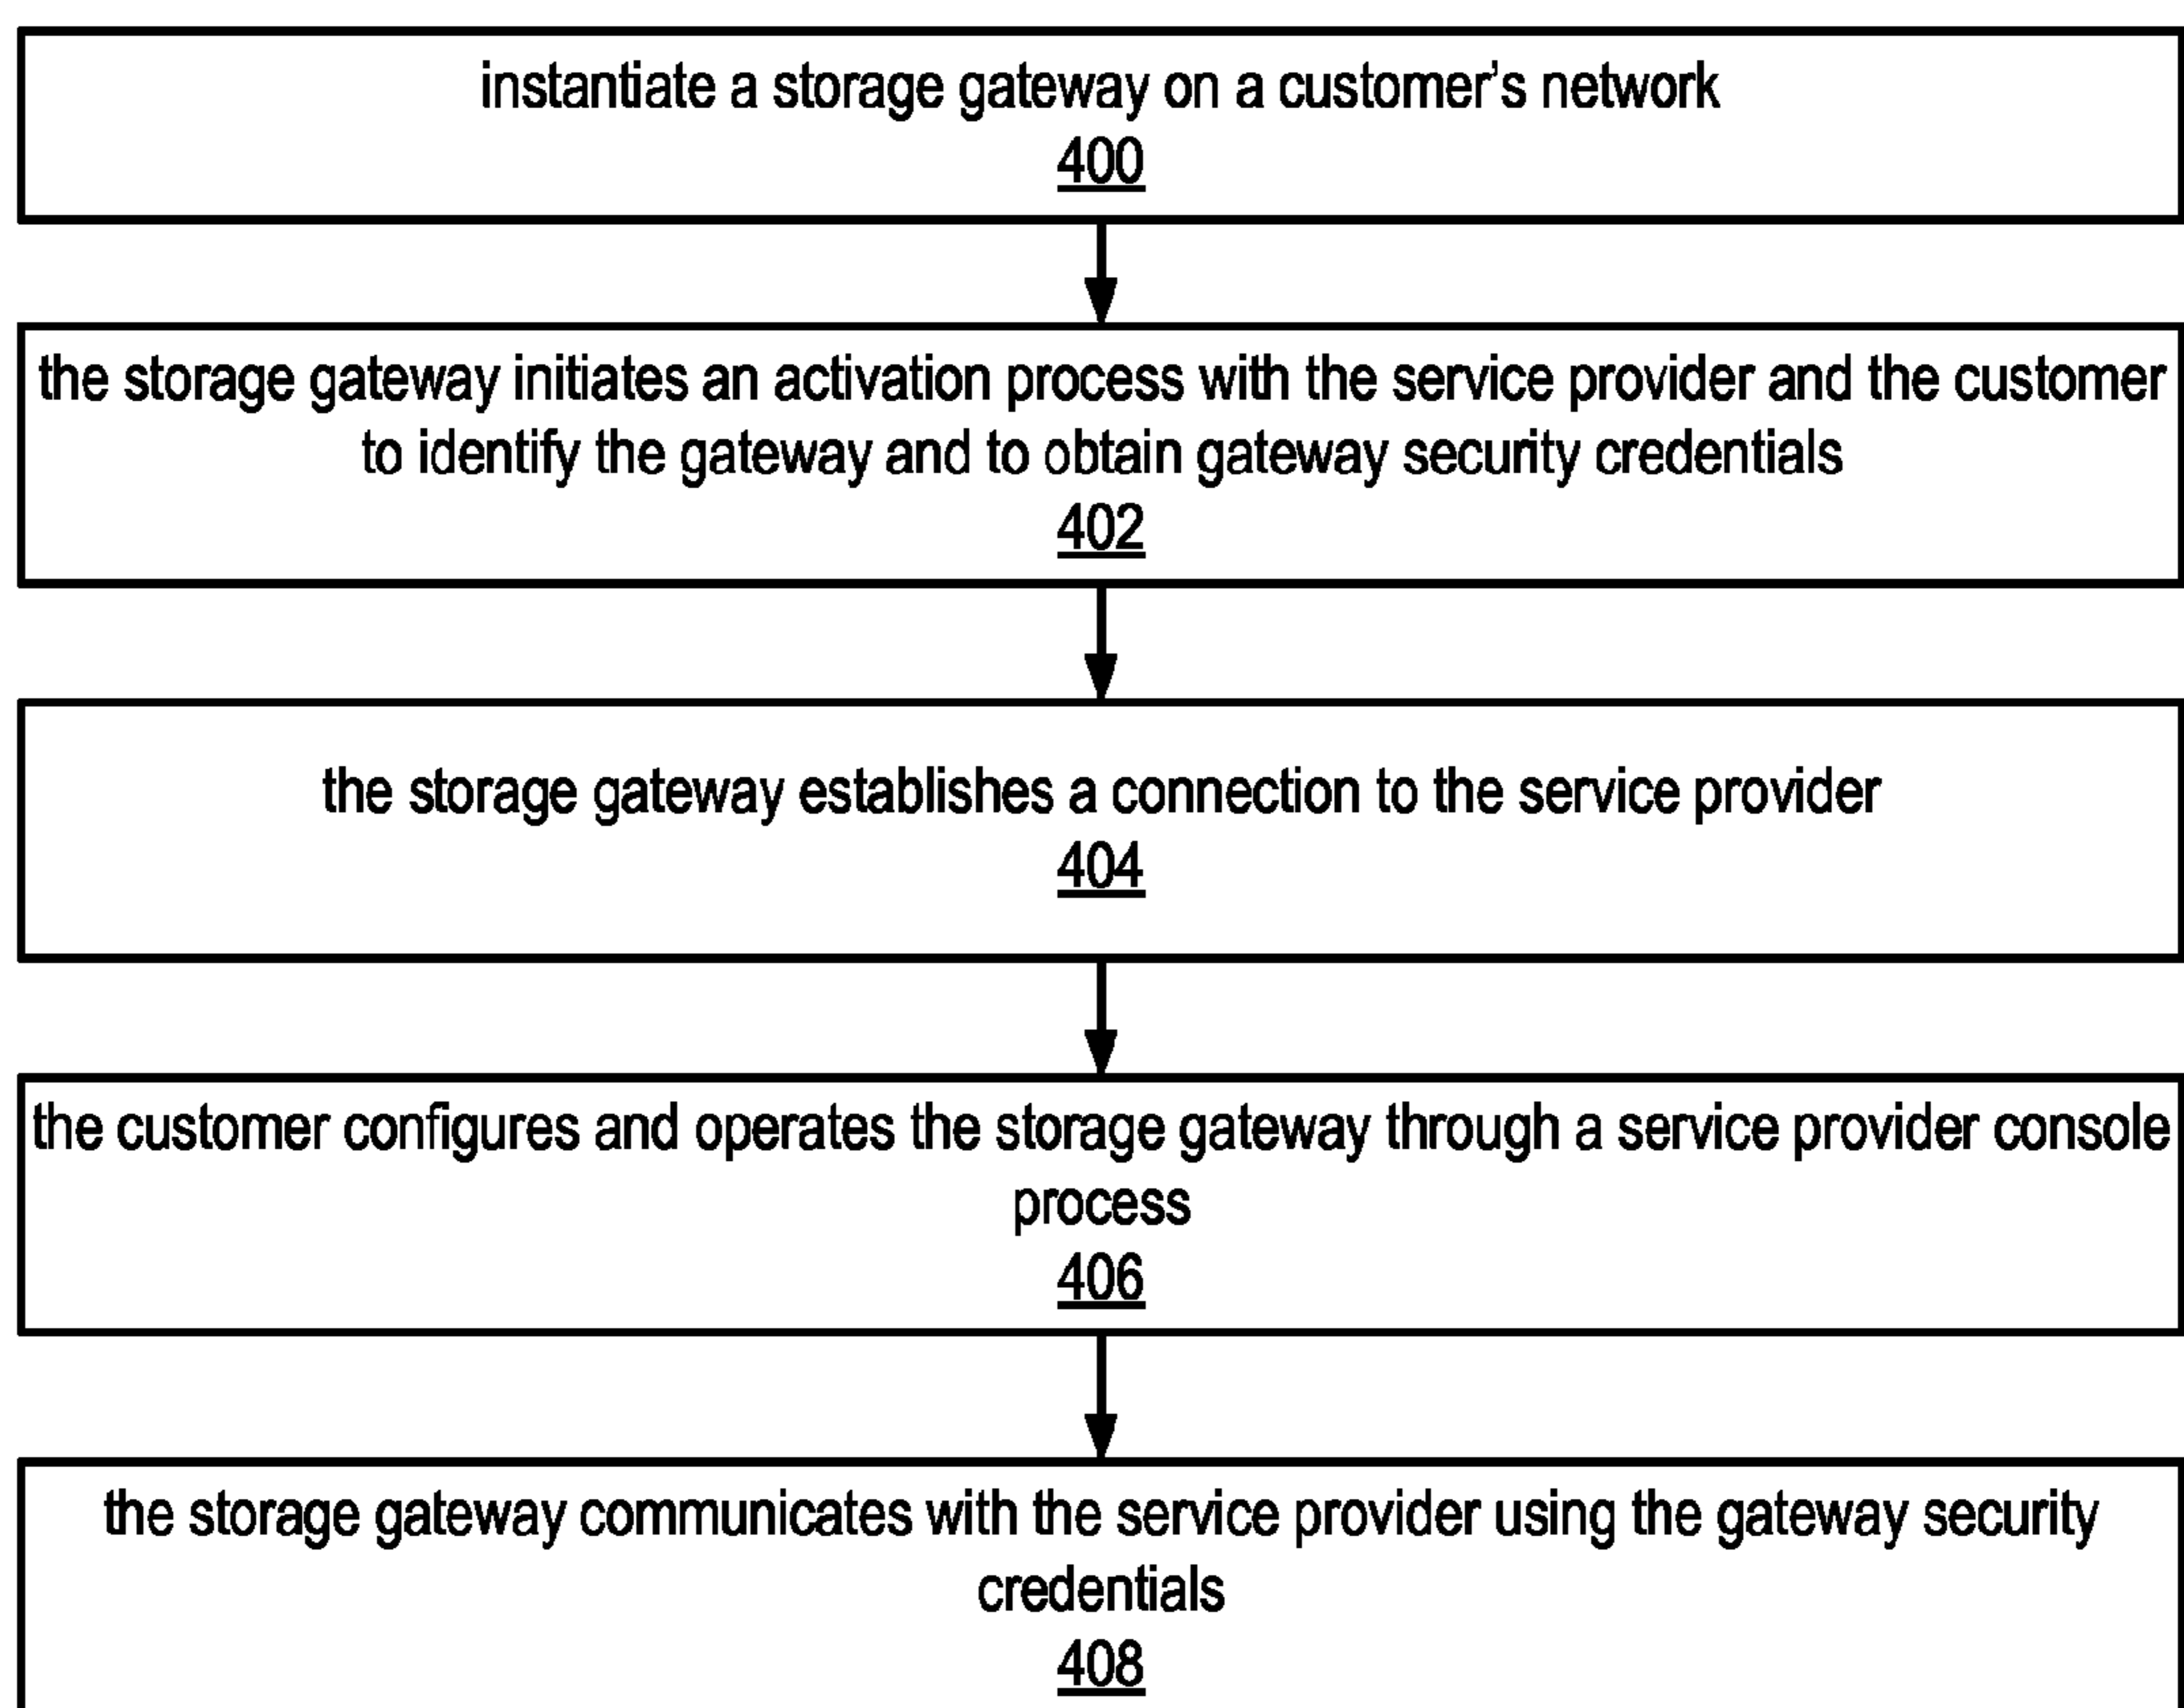 instantiate a storage gateway on a customer's network
400
the storage gateway initiates an activation process with the service provider and the customer
to identify the gateway and to obtain gateway security credentials
402
the storage gateway establishes a connection to the service provider
404
the customer configures and operates the storage gateway through a service provider console
process
406
the storage gateway communicates with the service provider using the gateway security
credentials
408